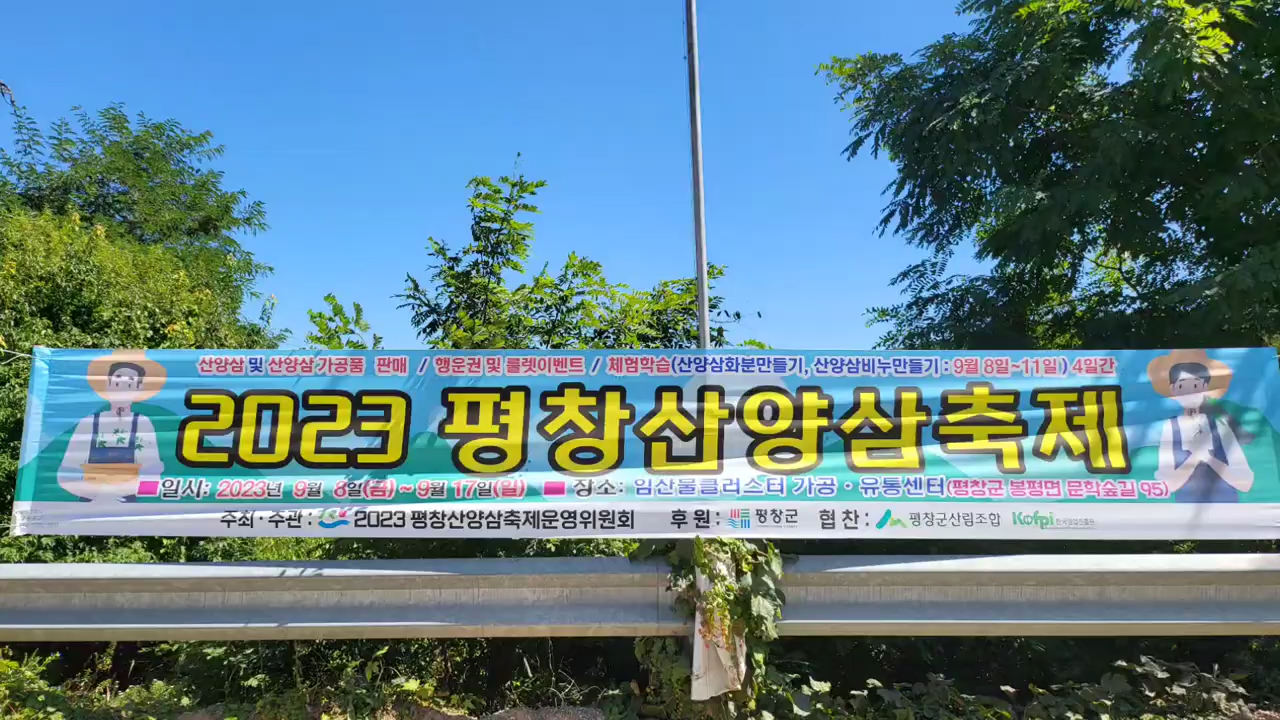 산양삼 및 산양삼 가공품 판매 / 행운권 및 룰렛이벤트 / 체험학습(산양삼화분만들기, 산양삼비누만들기 : 9월 8일~11일) 4일간
2023 평창산양삼축제
일시: 2023년 9월 8일(금) ~ 9월 17일(일) 장소: 임산물클러스터 가공 · 유통센터(평창군 봉평면 문학숲길 95)
주최 · 주관 : 2023 평창산양삼축제운영위원회 후원 : 평창군 협찬 : 평창군산림조합 Kofpi 한국임업진흥원